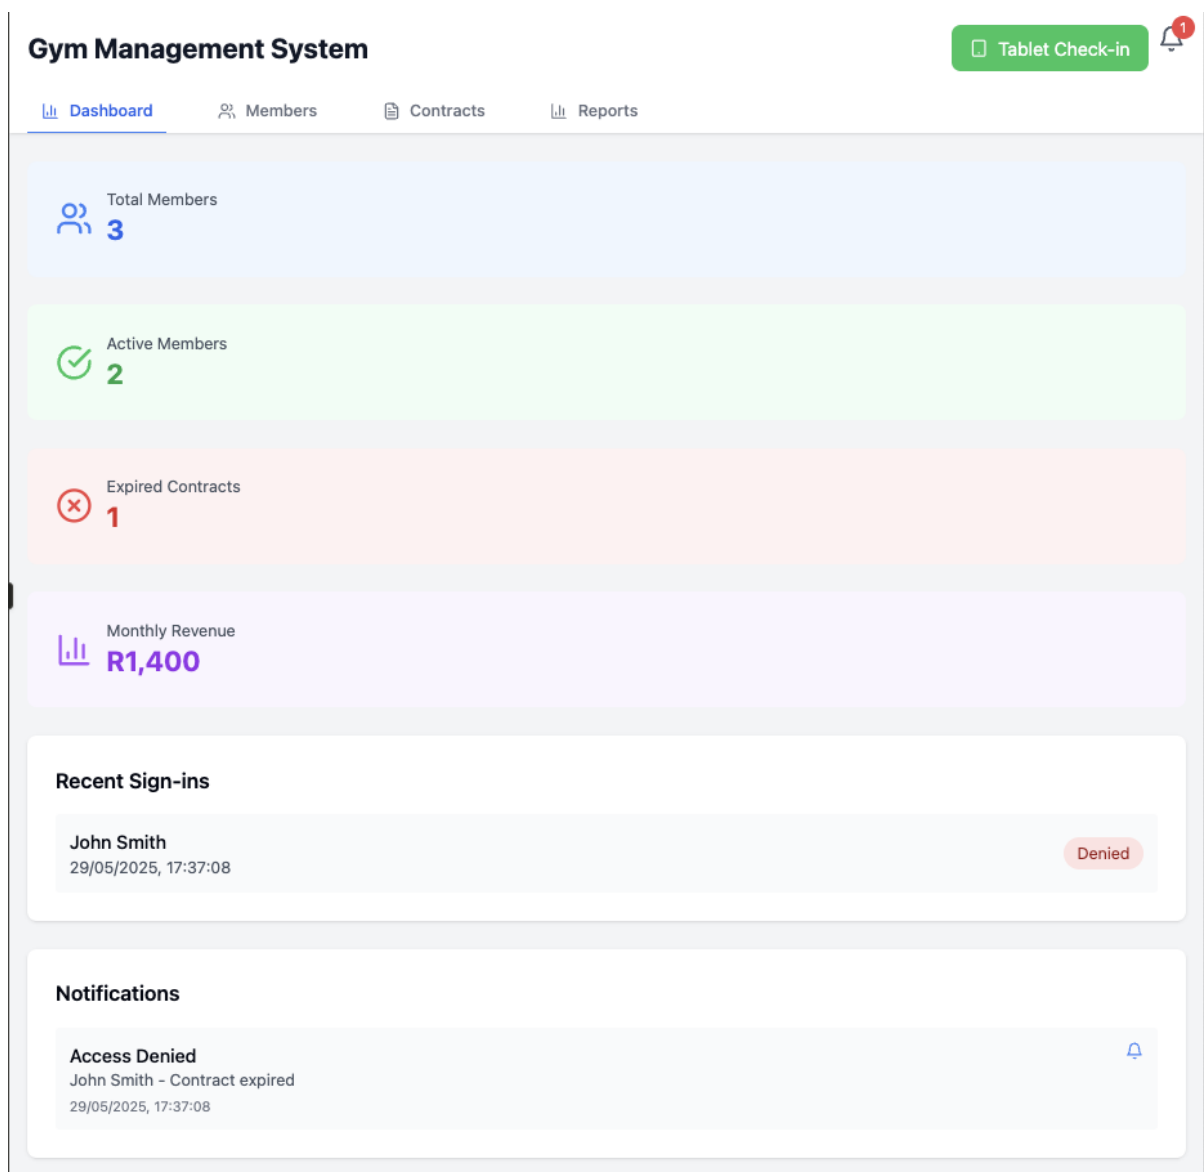 Gym Management System
Tablet Check-in
1
Dashboard
Members
Contracts
Reports
Total Members
3
Active Members
2
Expired Contracts
1
Monthly Revenue
R1,400
Recent Sign-ins
John Smith
29/05/2025, 17:37:08
Denied
Notifications
Access Denied
John Smith - Contract expired
29/05/2025, 17:37:08